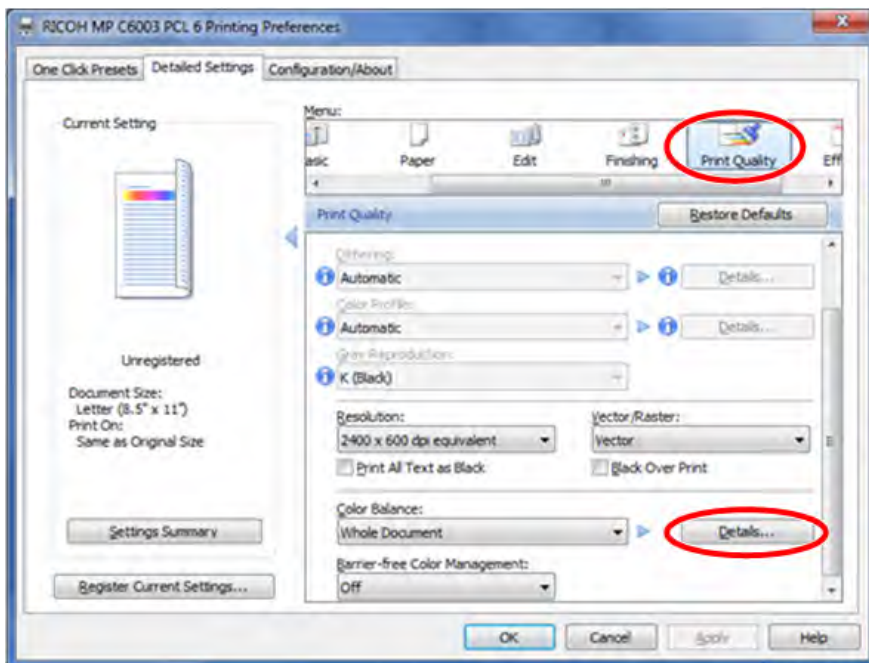 RICOH MP C6003 PCL 6 Printing Preferences
One Click Presets Detailed Settings Configuration/About
Current Setting
Menu:
asic Paper Edit Finishing Print Quality Eff
Print Quality Restore Defaults
Dithering:
Automatic Details...
Color Profile:
Automatic Details...
Gray Reproduction:
K (Black)
Unregistered
Document Size:
Letter (8.5" x 11")
Print On:
Same as Original Size
Resolution: Vector/Raster:
2400 x 600 dpi equivalent Vector
Print All Text as Black Black Over Print
Color Balance:
Whole Document Details...
Settings Summary
Barrier-free Color Management:
Off
Register Current Settings...
OK Cancel Apply Help